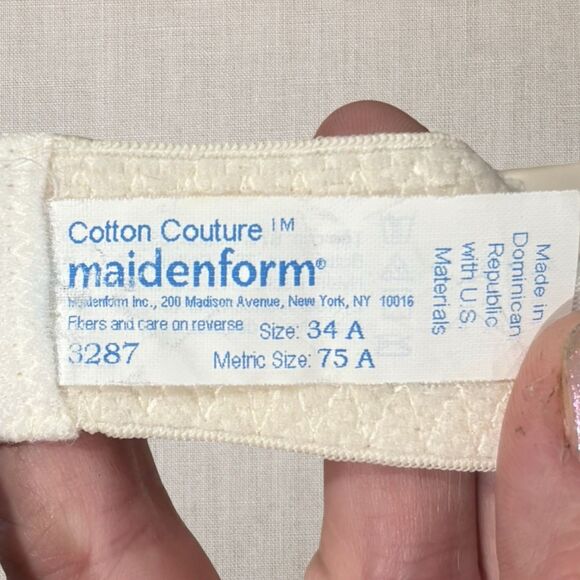 Cotton Couture TM
maidenform®
Maidenform Inc., 200 Madison Avenue, New York, NY 10016
Fibers and care on reverse
Size: 34 A
3287
Metric Size: 75 A
Made in
Dominican
Republic
with U.S.
Materials